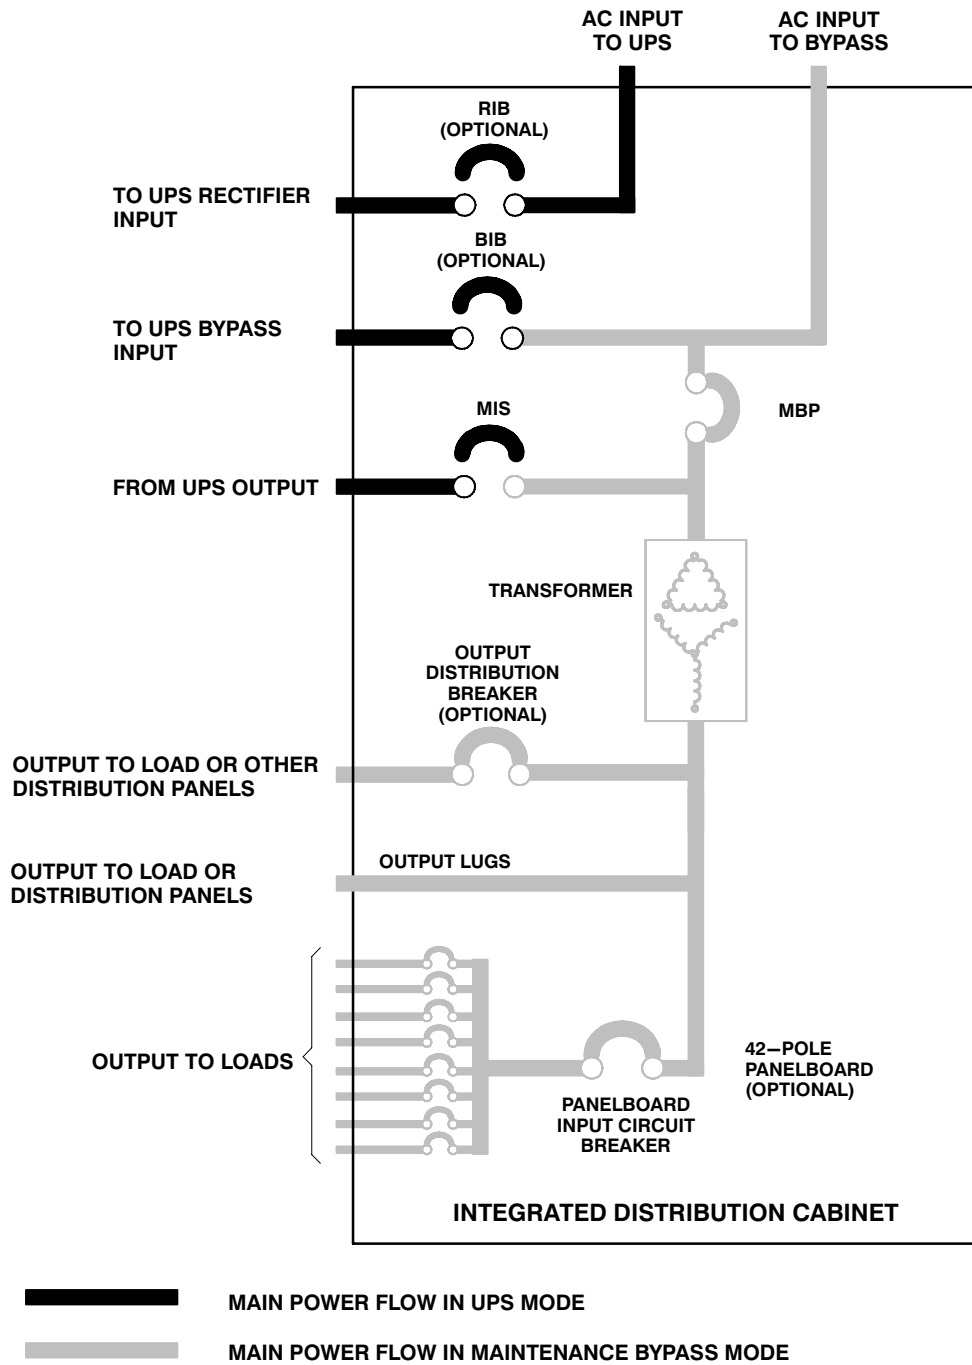 AC INPUT
TO UPS
AC INPUT
TO BYPASS
RIB
(OPTIONAL)
TO UPS RECTIFIER
INPUT
BIB
(OPTIONAL)
TO UPS BYPASS
INPUT
MIS
MBP
FROM UPS OUTPUT
TRANSFORMER
OUTPUT
DISTRIBUTION
BREAKER
(OPTIONAL)
OUTPUT TO LOAD OR OTHER
DISTRIBUTION PANELS
OUTPUT LUGS
OUTPUT TO LOAD OR
DISTRIBUTION PANELS
OUTPUT TO LOADS
42–POLE
PANELBOARD
(OPTIONAL)
PANELBOARD
INPUT CIRCUIT
BREAKER
INTEGRATED DISTRIBUTION CABINET
MAIN POWER FLOW IN UPS MODE
MAIN POWER FLOW IN MAINTENANCE BYPASS MODE